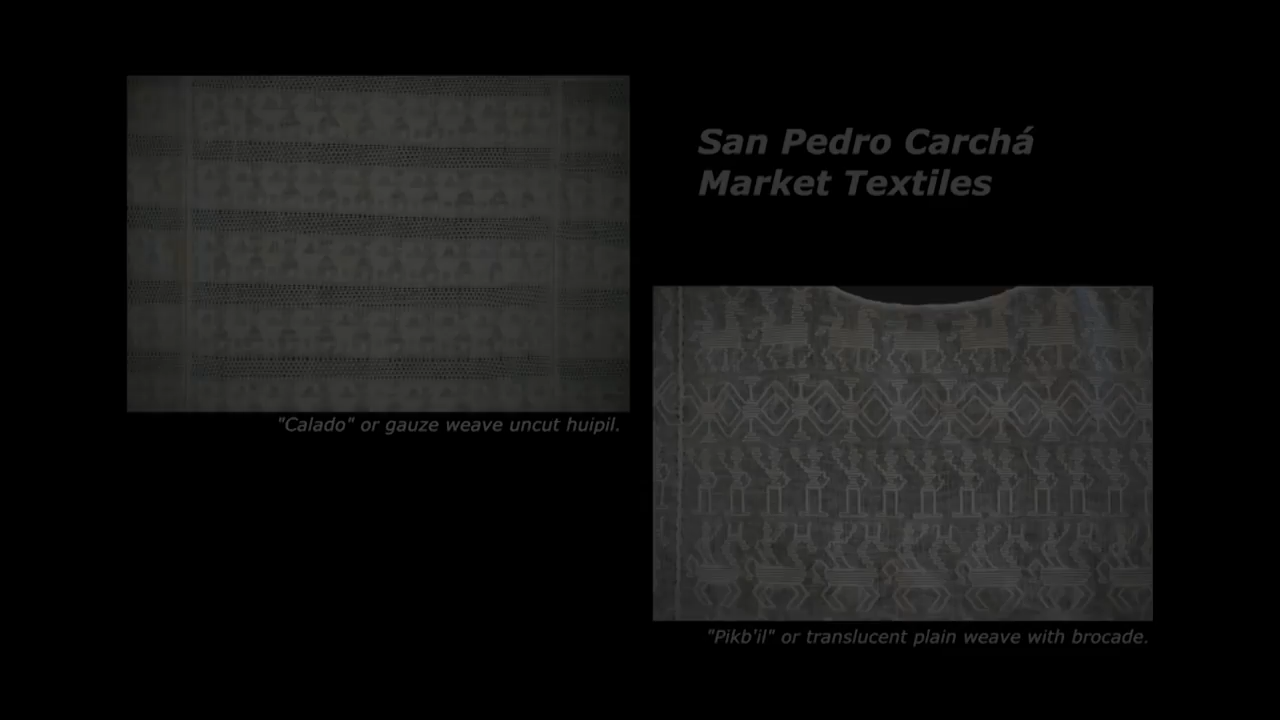 San Pedro Carchá
Market Textiles
"Calado" or gauze weave uncut huipil.
"Pikb'il" or translucent plain weave with brocade.